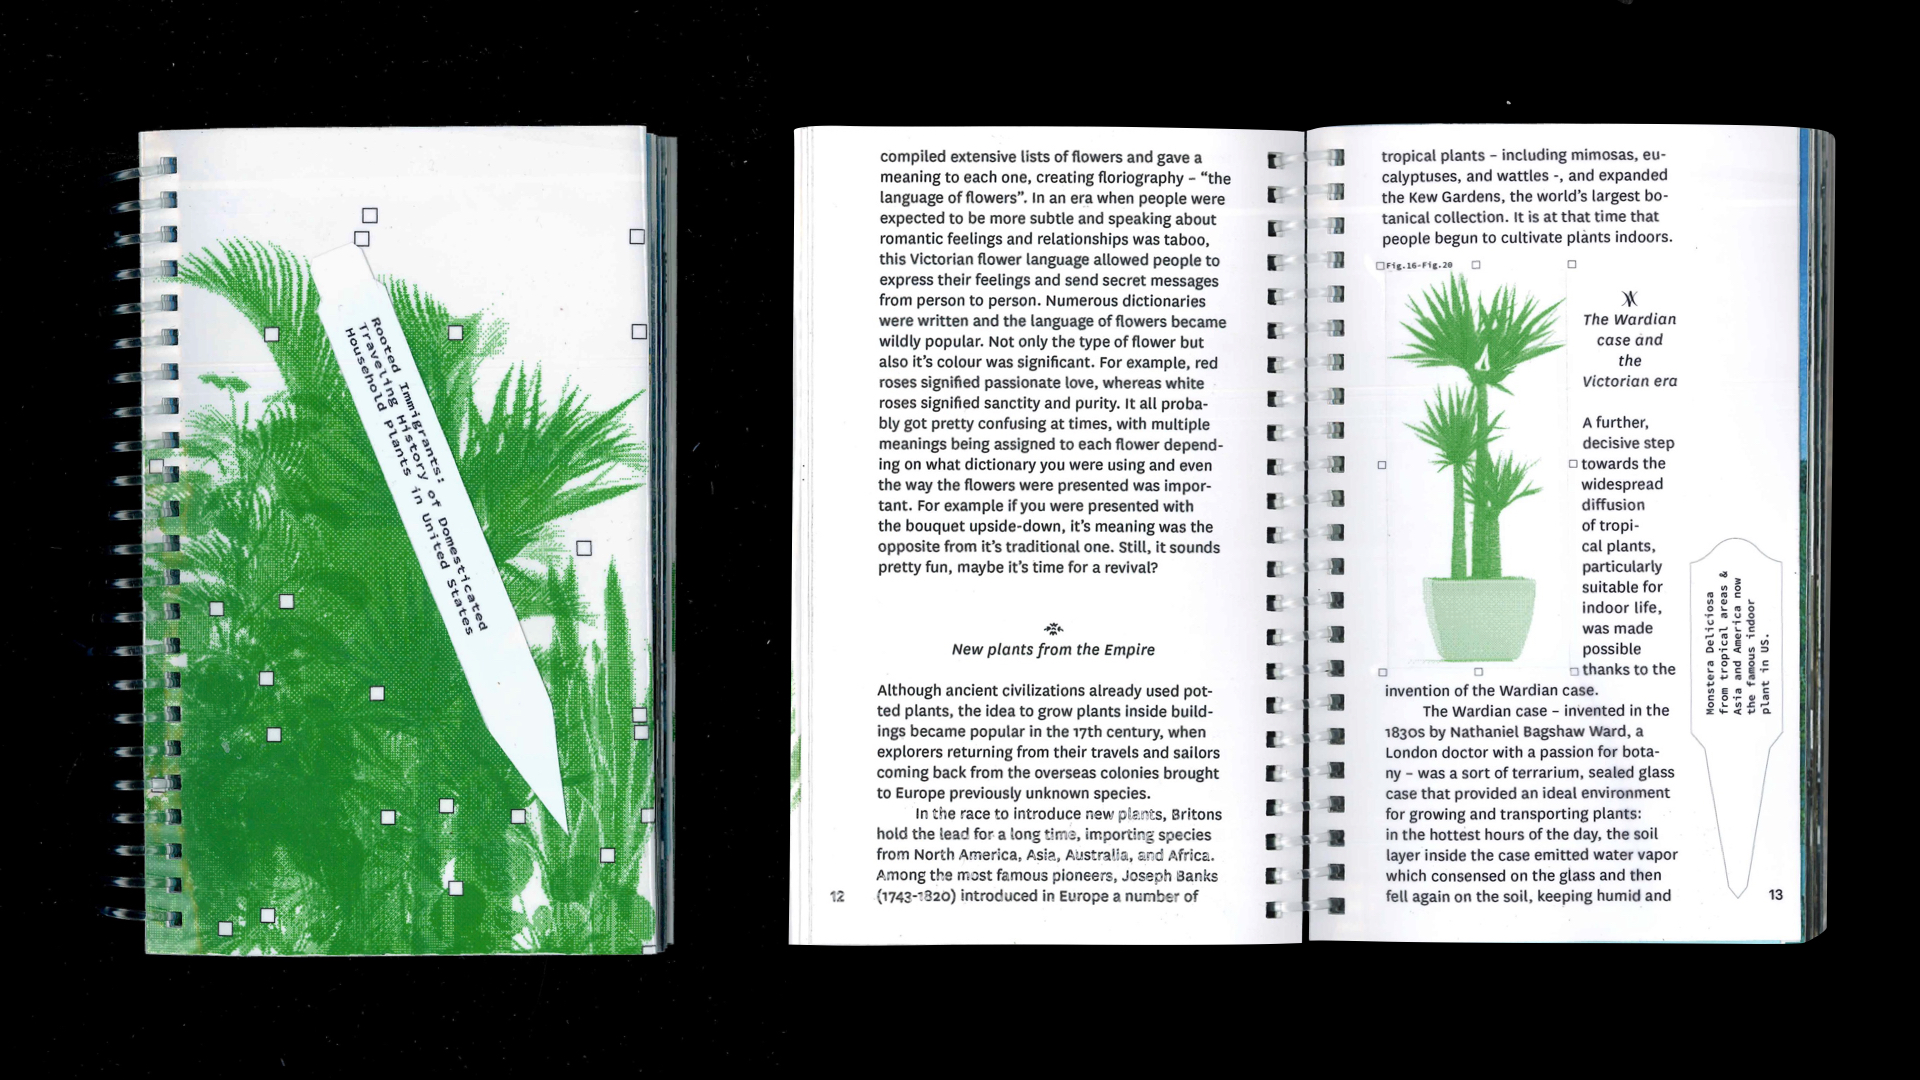 Rooted Immigrants:
Traveling History of Domesticated
Household Plants in United States
compiled extensive lists of flowers and gave a
meaning to each one, creating floriography – “the
language of flowers”. In an era when people were
expected to be more subtle and speaking about
romantic feelings and relationships was taboo,
this Victorian flower language allowed people to
express their feelings and send secret messages
from person to person. Numerous dictionaries
were written and the language of flowers became
wildly popular. Not only the type of flower but
also it’s colour was significant. For example, red
roses signified passionate love, whereas white
roses signified sanctity and purity. It all proba-
bly got pretty confusing at times, with multiple
meanings being assigned to each flower depend-
ing on what dictionary you were using and even
the way the flowers were presented was impor-
tant. For example if you were presented with
the bouquet upside-down, it’s meaning was the
opposite from it’s traditional one. Still, it sounds
pretty fun, maybe it’s time for a revival?
New plants from the Empire
Although ancient civilizations already used pot-
ted plants, the idea to grow plants inside build-
ings became popular in the 17th century, when
explorers returning from their travels and sailors
coming back from the overseas colonies brought
to Europe previously unknown species.
In the race to introduce new plants, Britons
hold the lead for a long time, importing species
from North America, Asia, Australia, and Africa.
Among the most famous pioneers, Joseph Banks
(1743-1820) introduced in Europe a number of
12
tropical plants – including mimosas, eu-
calyptuses, and wattles -, and expanded
the Kew Gardens, the world’s largest bo-
tanical collection. It is at that time that
people begun to cultivate plants indoors.
Fig.16-Fig.20
The Wardian
case and
the
Victorian era
A further,
decisive step
towards the
widespread
diffusion
of tropi-
cal plants,
particularly
suitable for
indoor life,
was made
possible
thanks to the
invention of the Wardian case.
The Wardian case – invented in the
1830s by Nathaniel Bagshaw Ward, a
London doctor with a passion for bota-
ny – was a sort of terrarium, sealed glass
case that provided an ideal environment
for growing and transporting plants:
in the hottest hours of the day, the soil
layer inside the case emitted water vapor
which consensed on the glass and then
fell again on the soil, keeping humid and
Monstera Deliciosa
from tropical areas &
Asia and America now
the famous indoor
plant in US.
13